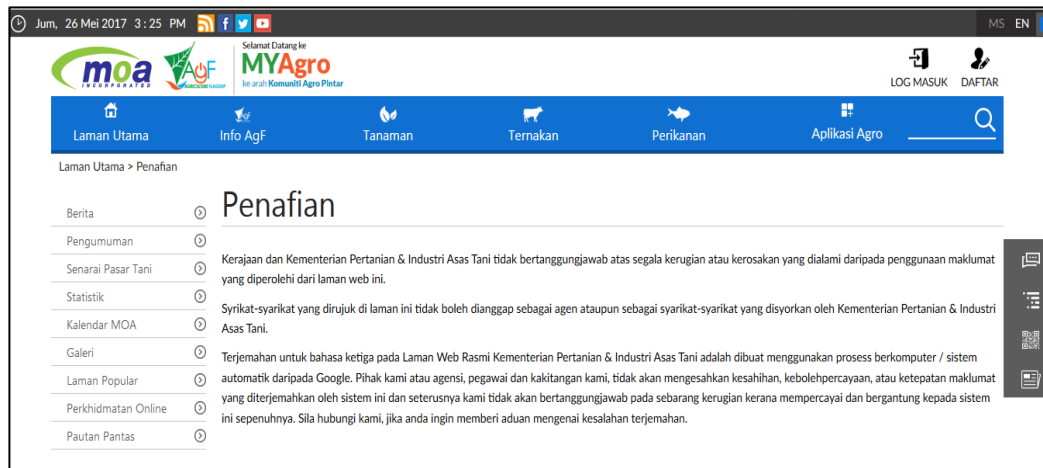 Jum, 26 Mei 2017 3 : 25 PM
MS EN
moa
INCORPORATED
AgF
AGRICULTURE FLAGSHIP
Selamat Datang ke
MYAgro
ke arah Komuniti Agro Pintar
LOG MASUK DAFTAR
Laman Utama Info AgF Tanaman Ternakan Perikanan Aplikasi Agro
Laman Utama > Penafian
Berita
Pengumuman
Senarai Pasar Tani
Statistik
Kalendar MOA
Galeri
Laman Popular
Perkhidmatan Online
Pautan Pantas
Penafian
Kerajaan dan Kementerian Pertanian & Industri Asas Tani tidak bertanggungjawab atas segala kerugian atau kerosakan yang dialami daripada penggunaan maklumat
yang diperolehi dari laman web ini.
Syrikat-syarikat yang dirujuk di laman ini tidak boleh dianggap sebagai agen ataupun sebagai syarikat-syarikat yang disyorkan oleh Kementerian Pertanian & Industri
Asas Tani.
Terjemahan untuk bahasa ketiga pada Laman Web Rasmi Kementerian Pertanian & Industri Asas Tani adalah dibuat menggunakan prosess berkomputer / sistem
automatik daripada Google. Pihak kami atau agensi, pegawai dan kakitangan kami, tidak akan mengesahkan kesahihan, kebolehpercayaan, atau ketepatan maklumat
yang diterjemahkan oleh sistem ini dan seterusnya kami tidak akan bertanggungjawab pada sebarang kerugian kerana mempercayai dan bergantung kepada sistem
ini sepenuhnya. Sila hubungi kami, jika anda ingin memberi aduan mengenai kesalahan terjemahan.